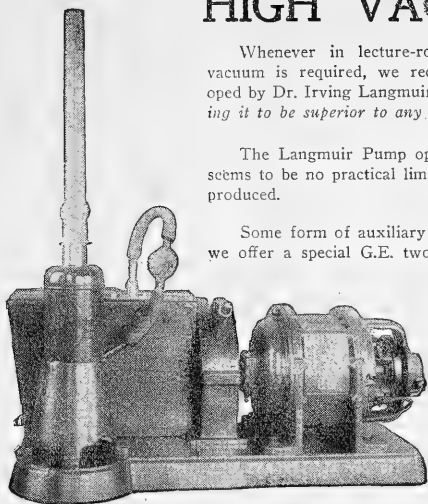 HIGH VAC
Whenever in lecture-ro
vacuum is required, we rec
oped by Dr. Irving Langmuir
ing it to be superior to any
The Langmuir Pump op
seems to be no practical lim
produced.
Some form of auxiliary
we offer a special G.E. two